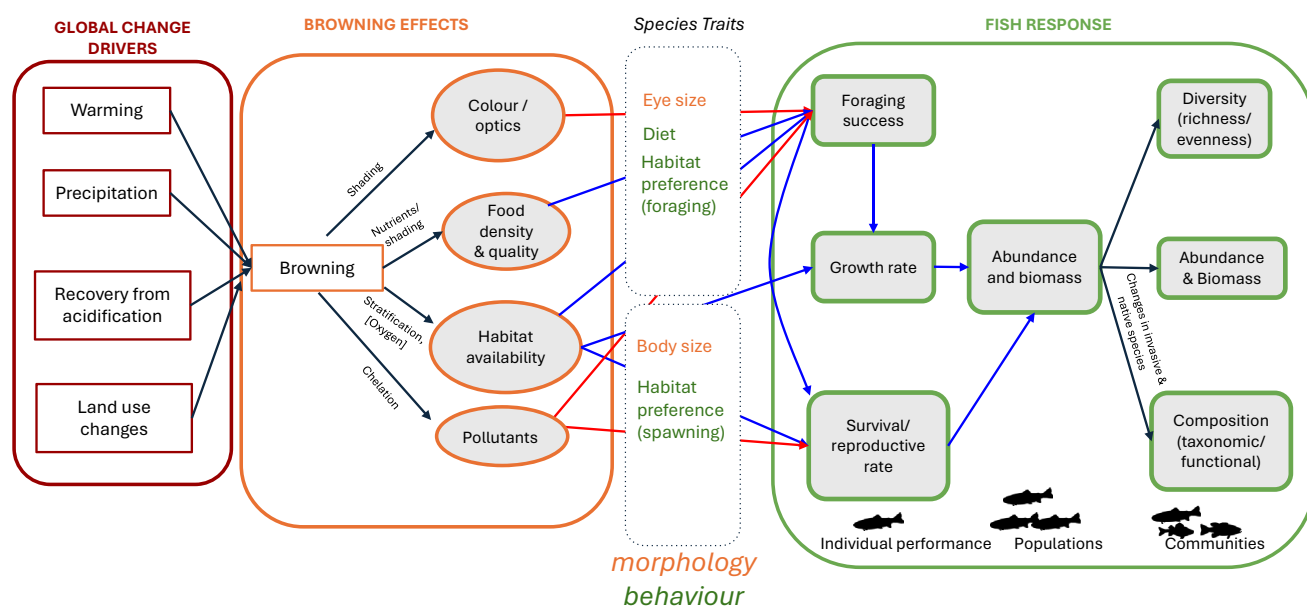 GLOBAL CHANGE
DRIVERS
Warming
Precipitation
Recovery from
acidification
Land use
changes
BROWNING EFFECTS
Browning
Shading
Nutrients/
shading
Stratification,
[Oxygen]
Chelation
Colour /
optics
Food
density
& quality
Habitat
availability
Pollutants
Species Traits
Eye size
Diet
Habitat
preference
(foraging)
Body size
Habitat
preference
(spawning)
morphology
behaviour
FISH RESPONSE
Foraging
success
Growth rate
Survival/
reproductive
rate
Abundance
and biomass
Changes in invasive &
native species
Diversity
(richness/
evenness)
Abundance
& Biomass
Composition
(taxonomic/
functional)
Individual performance
Populations
Communities